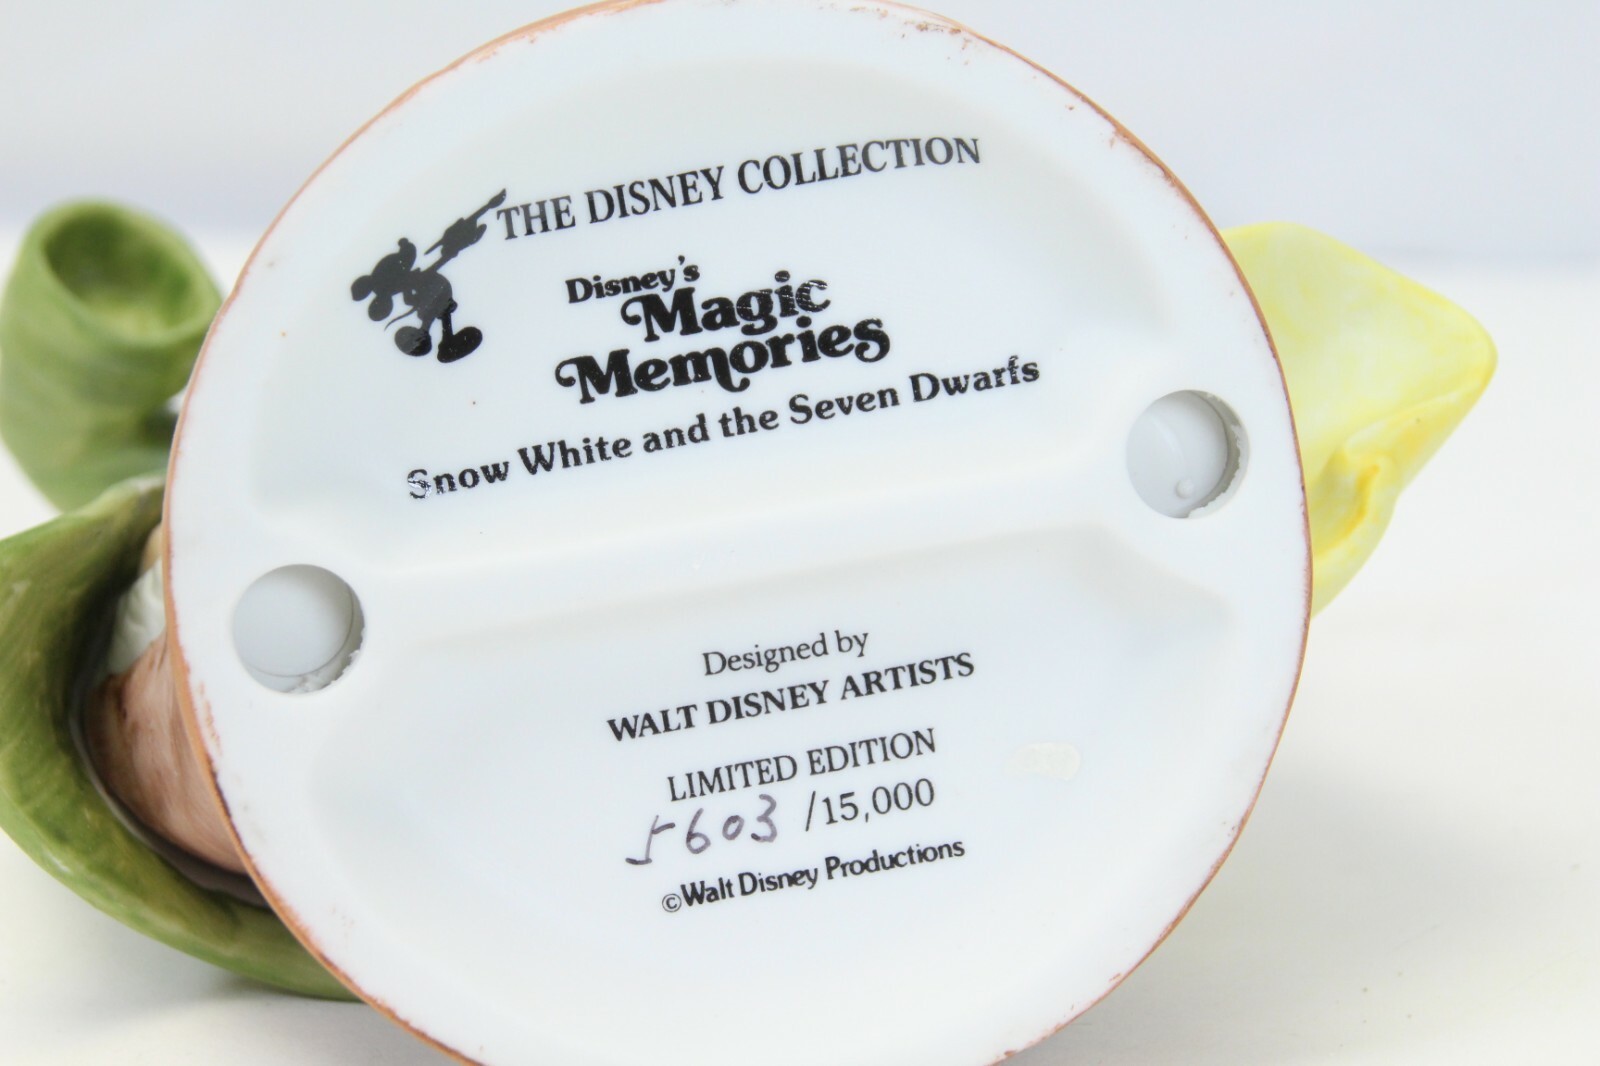 THE DISNEY COLLECTION
Disney's
Magic
Memories
Snow White and the Seven Dwarfs
Designed by
WALT DISNEY ARTISTS
LIMITED EDITION
5603 /15,000
©Walt Disney Productions